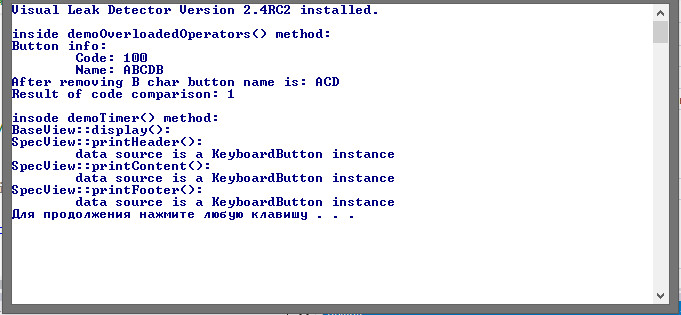 Visual Leak Detector Version 2.4RC2 installed.
inside demoOverloadedOperators() method:
Button info:
Code: 100
Name: ABCDB
After removing B char button name is: ACD
Result of code comparison: 1
insode demoTimer() method:
BaseView::display():
SpecView::printHeader():
data source is a KeyboardButton instance
SpecView::printContent():
data source is a KeyboardButton instance
SpecView::printFooter():
data source is a KeyboardButton instance
Для продолжения нажмите любую клавишу . . .